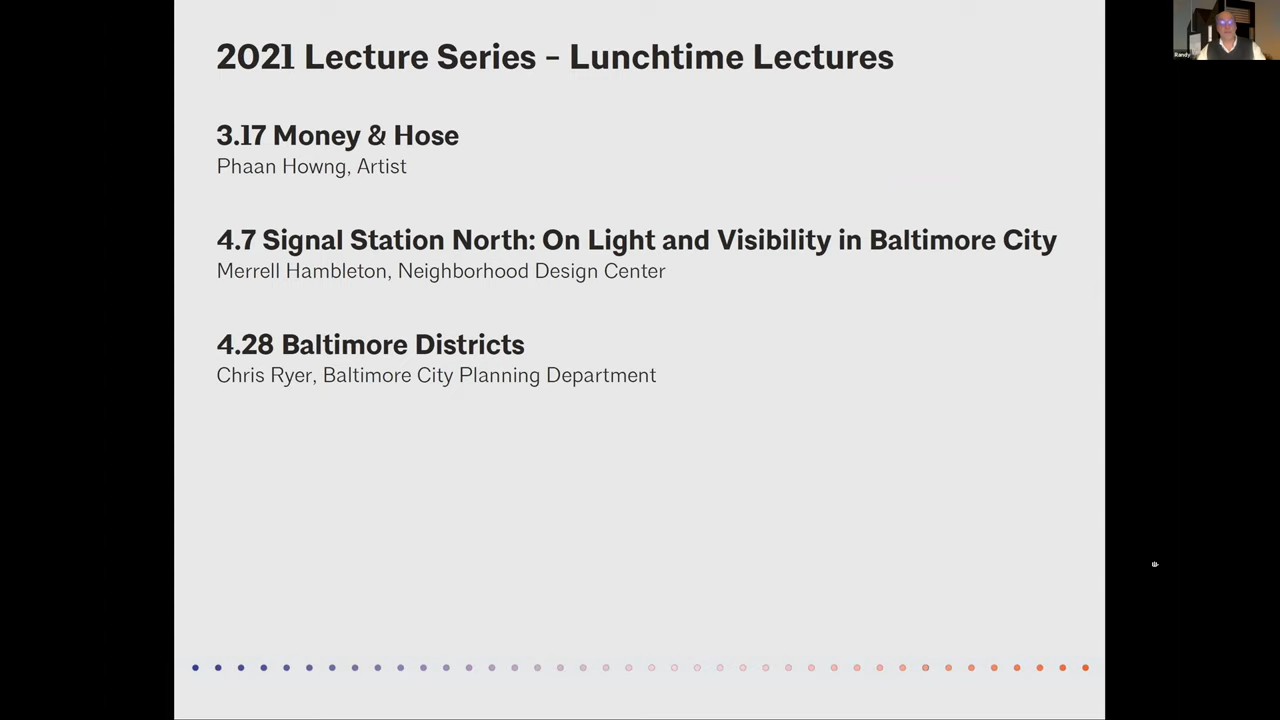 2021 Lecture Series – Lunchtime Lectures
3.17 Money & Hose
Phaan Howng, Artist
4.7 Signal Station North: On Light and Visibility in Baltimore City
Merrell Hambleton, Neighborhood Design Center
4.28 Baltimore Districts
Chris Ryer, Baltimore City Planning Department
Randy